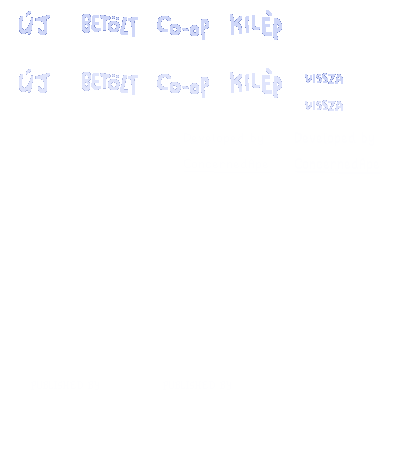 ÚJ BETÖLT CO-OP KILÉP
ÚJ BETÖLT CO-OP KILÉP VISSZA
VISSZA